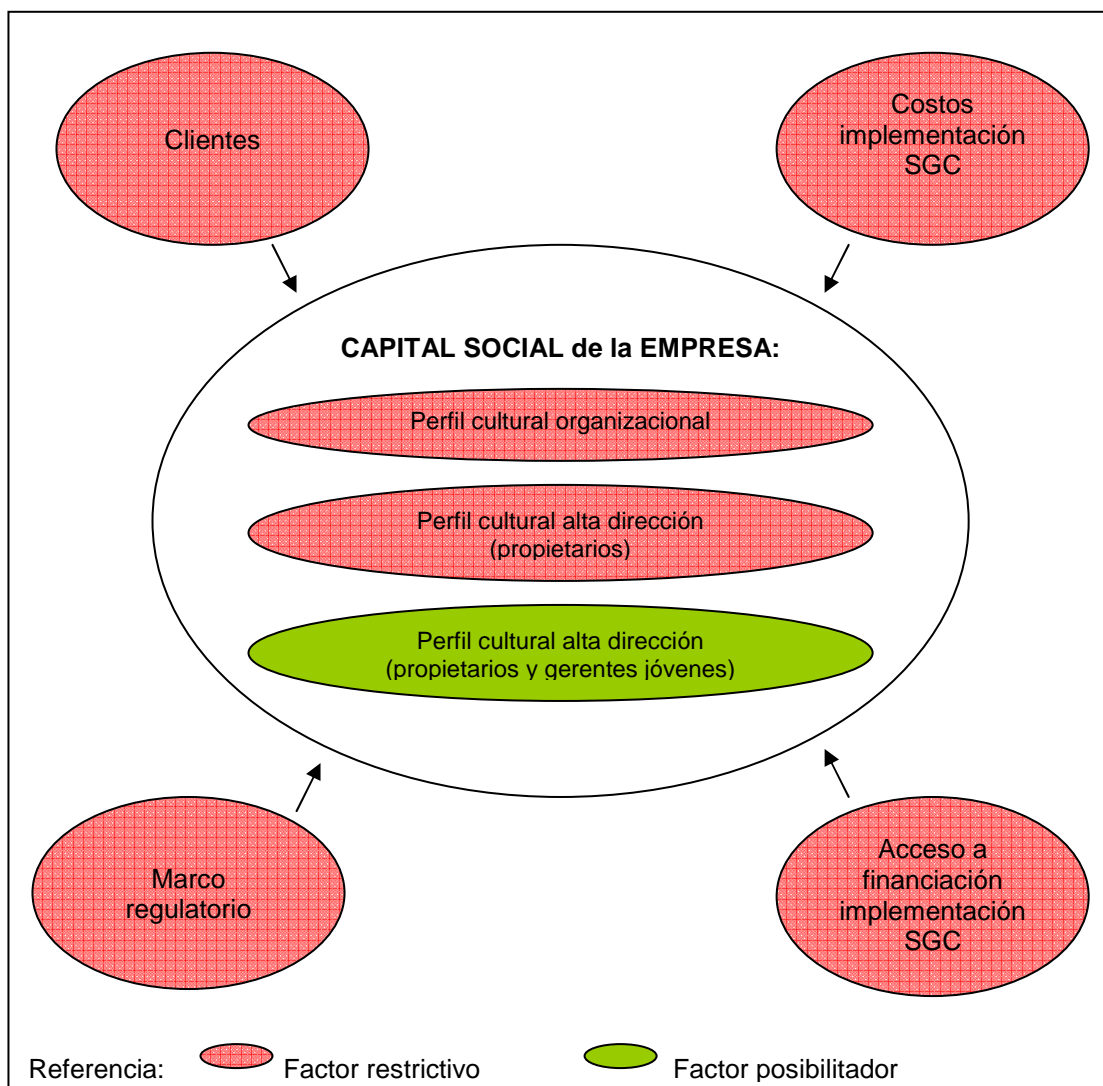 Clientes
Costos
implementación
SGC
CAPITAL SOCIAL de la EMPRESA:
Perfil cultural organizacional
Perfil cultural alta dirección
(propietarios)
Perfil cultural alta dirección
(propietarios y gerentes jóvenes)
Marco
regulatorio
Acceso a
financiación
implementación
SGC
Referencia: Factor restrictivo Factor posibilitador